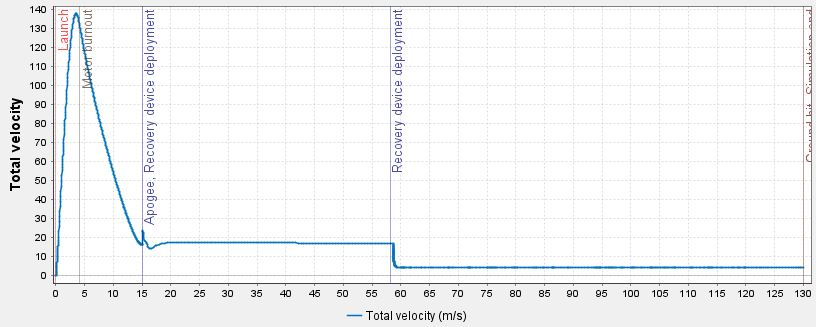 Total velocity
140
130
120
110
100
90
80
70
60
50
40
30
20
10
0
Launch
Motor burnout
Apogee, Recovery device deployment
Recovery device deployment
0 5 10 15 20 25 30 35 40 45 50 55 60 65 70 75 80 85 90 95 100 105 110 115 120 125 130
Total velocity (m/s)